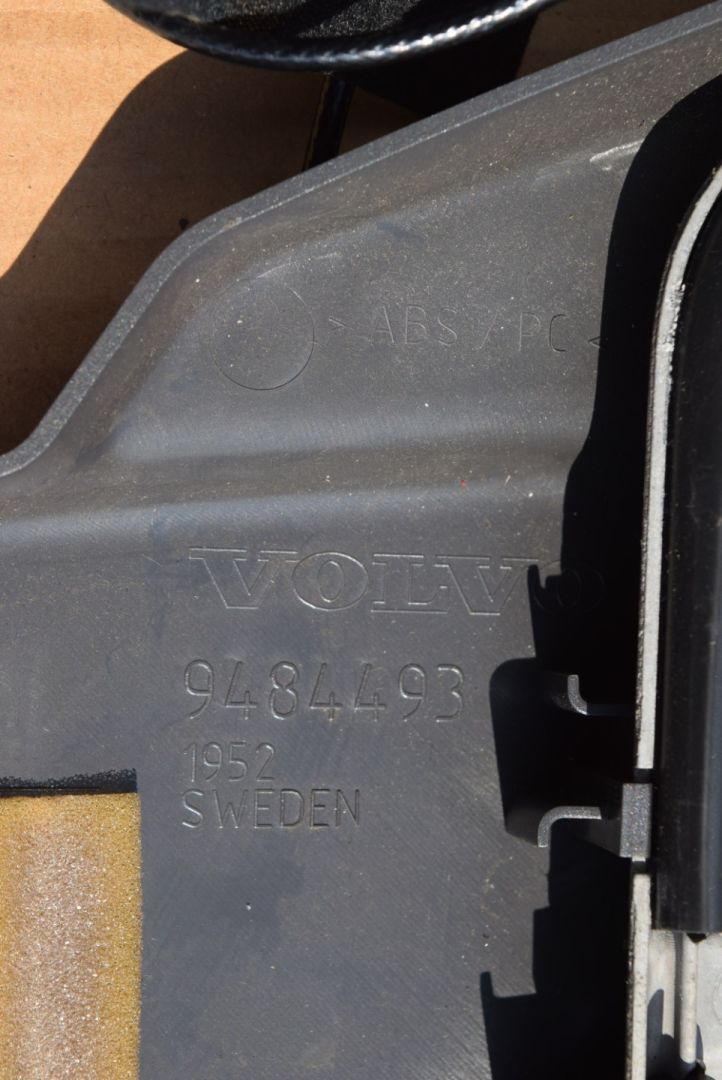 > ABS / PC <
VOLVO
9484493
1952
SWEDEN